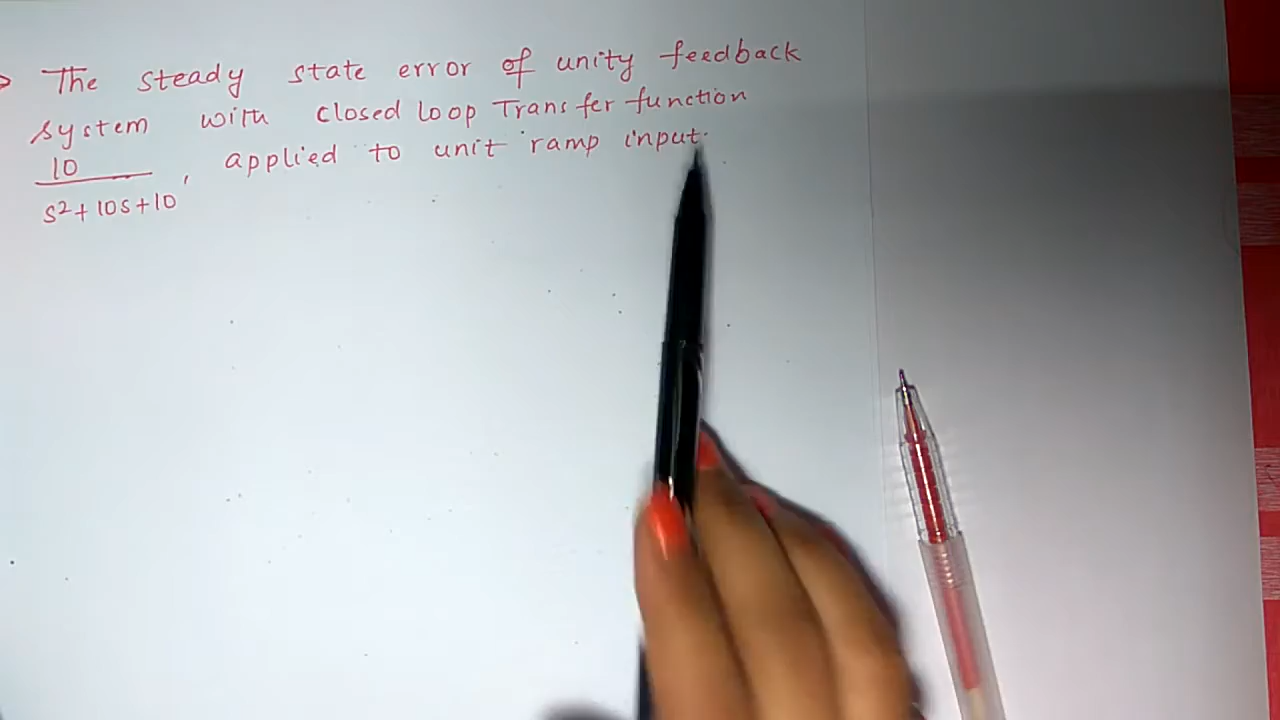 The steady state error of unity feedback
system with closed loop Transfer function
10
s²+10s+10 , applied to unit ramp input.